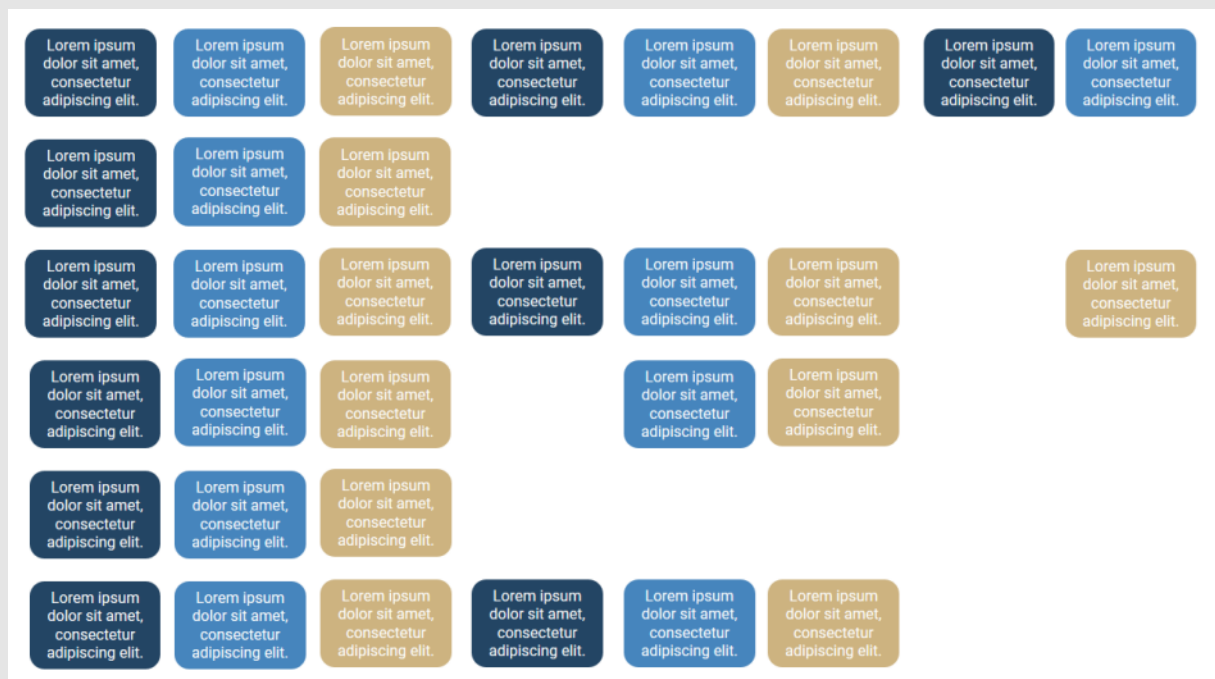 Lorem ipsum
dolor sit amet,
consectetur
adipiscing elit.
Lorem ipsum
dolor sit amet,
consectetur
adipiscing elit.
Lorem ipsum
dolor sit amet,
consectetur
adipiscing elit.
Lorem ipsum
dolor sit amet,
consectetur
adipiscing elit.
Lorem ipsum
dolor sit amet,
consectetur
adipiscing elit.
Lorem ipsum
dolor sit amet,
consectetur
adipiscing elit.
Lorem ipsum
dolor sit amet,
consectetur
adipiscing elit.
Lorem ipsum
dolor sit amet,
consectetur
adipiscing elit.
Lorem ipsum
dolor sit amet,
consectetur
adipiscing elit.
Lorem ipsum
dolor sit amet,
consectetur
adipiscing elit.
Lorem ipsum
dolor sit amet,
consectetur
adipiscing elit.
Lorem ipsum
dolor sit amet,
consectetur
adipiscing elit.
Lorem ipsum
dolor sit amet,
consectetur
adipiscing elit.
Lorem ipsum
dolor sit amet,
consectetur
adipiscing elit.
Lorem ipsum
dolor sit amet,
consectetur
adipiscing elit.
Lorem ipsum
dolor sit amet,
consectetur
adipiscing elit.
Lorem ipsum
dolor sit amet,
consectetur
adipiscing elit.
Lorem ipsum
dolor sit amet,
consectetur
adipiscing elit.
Lorem ipsum
dolor sit amet,
consectetur
adipiscing elit.
Lorem ipsum
dolor sit amet,
consectetur
adipiscing elit.
Lorem ipsum
dolor sit amet,
consectetur
adipiscing elit.
Lorem ipsum
dolor sit amet,
consectetur
adipiscing elit.
Lorem ipsum
dolor sit amet,
consectetur
adipiscing elit.
Lorem ipsum
dolor sit amet,
consectetur
adipiscing elit.
Lorem ipsum
dolor sit amet,
consectetur
adipiscing elit.
Lorem ipsum
dolor sit amet,
consectetur
adipiscing elit.
Lorem ipsum
dolor sit amet,
consectetur
adipiscing elit.
Lorem ipsum
dolor sit amet,
consectetur
adipiscing elit.
Lorem ipsum
dolor sit amet,
consectetur
adipiscing elit.
Lorem ipsum
dolor sit amet,
consectetur
adipiscing elit.
Lorem ipsum
dolor sit amet,
consectetur
adipiscing elit.
Lorem ipsum
dolor sit amet,
consectetur
adipiscing elit.